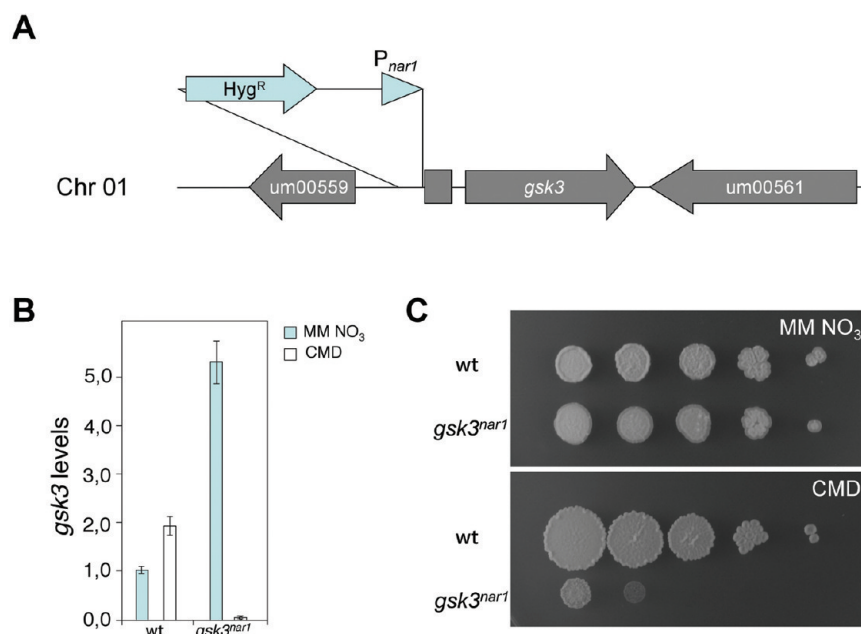 A
P_nar1
Hyg^R
Chr 01
um00559
gsk3
um00561
B
MM NO₃
CMD
gsk3 levels
5,0
4,0
3,0
2,0
1,0
0,0
wt
gsk3^nar1
C
MM NO₃
wt
gsk3^nar1
CMD
wt
gsk3^nar1